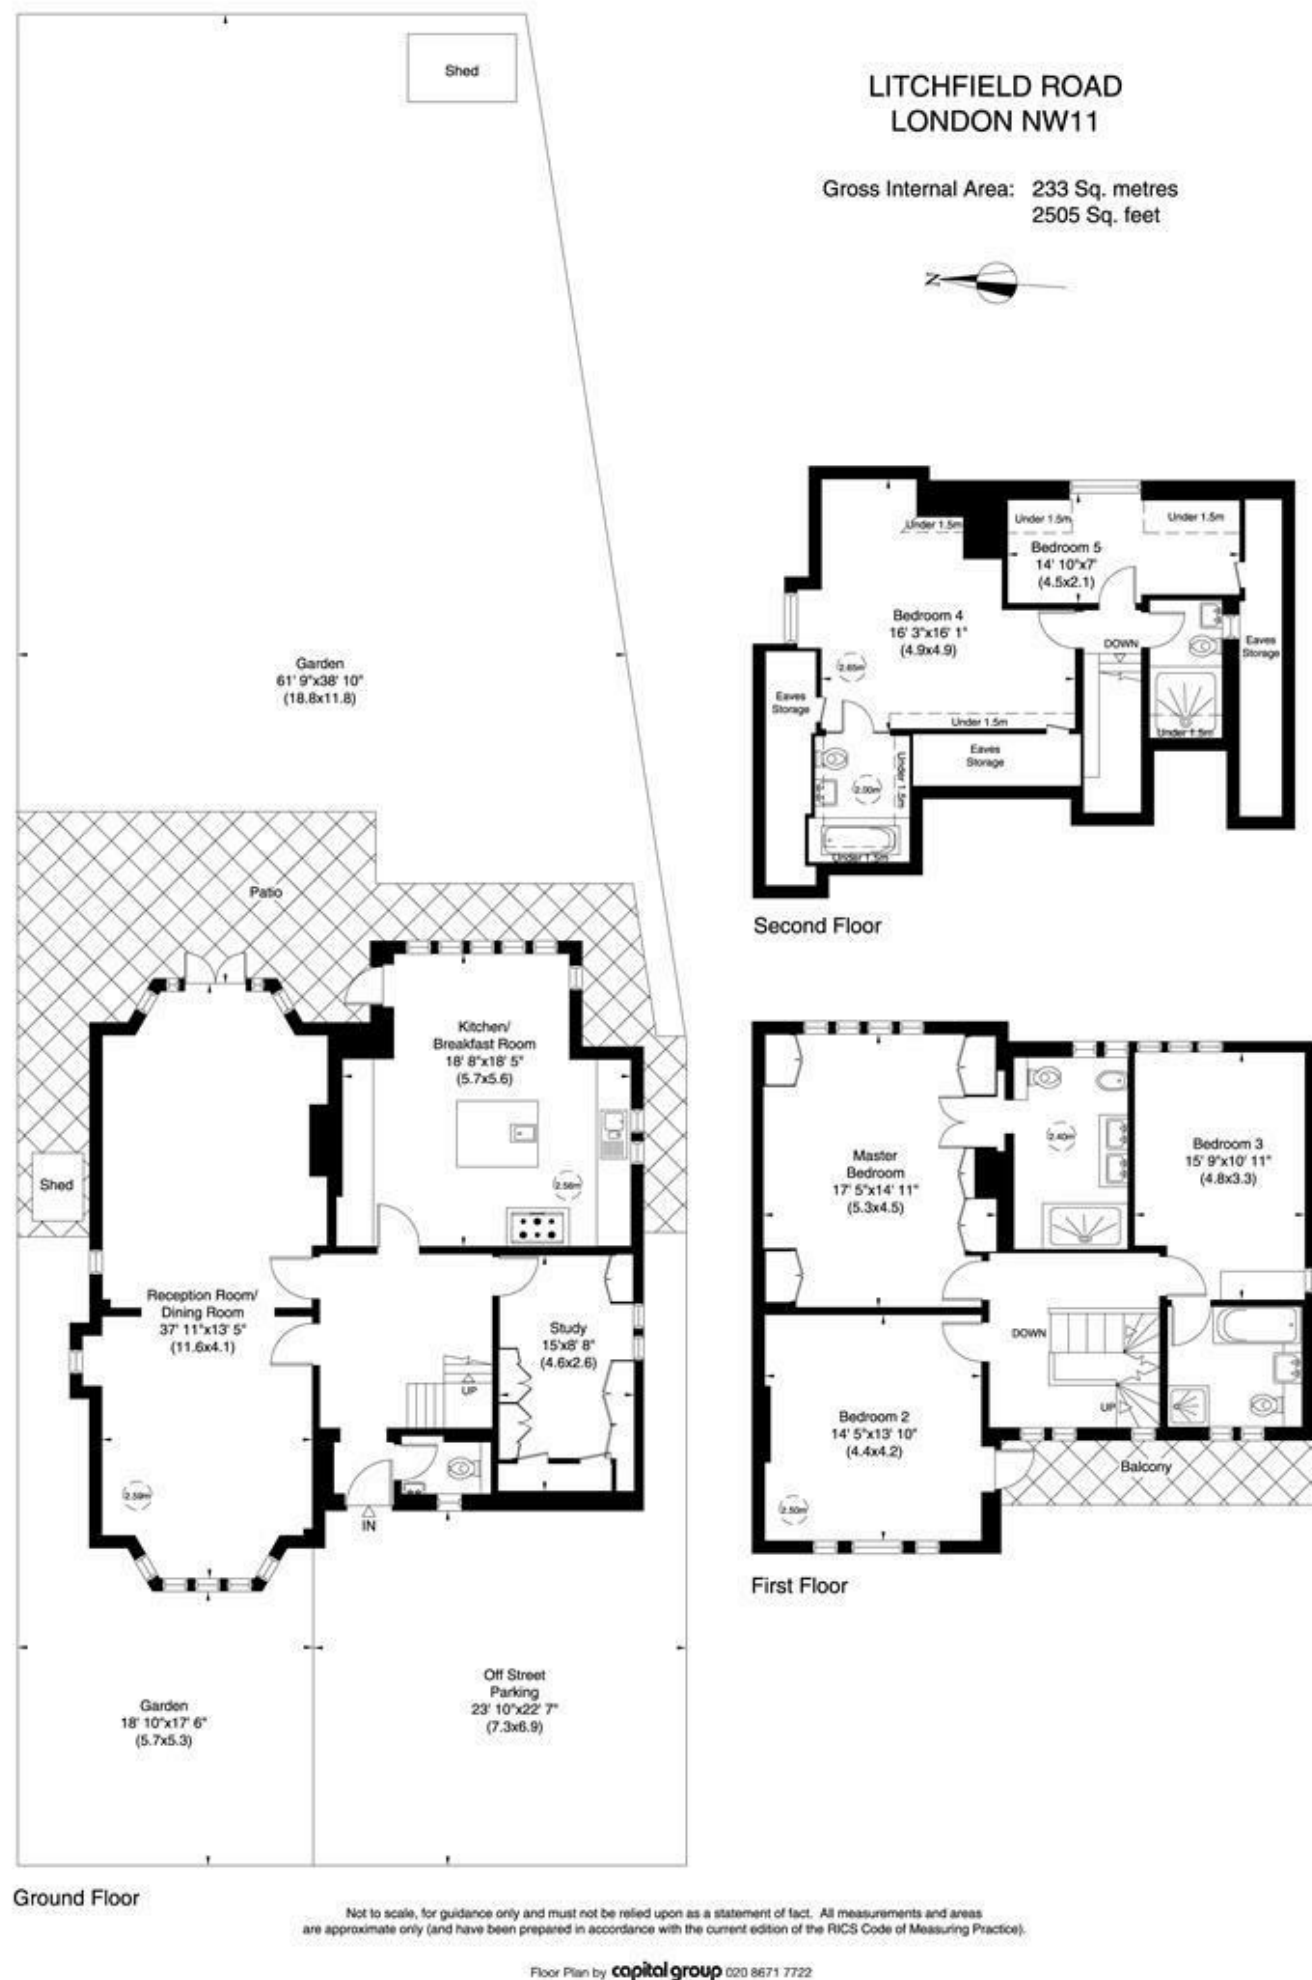 LITCHFIELD ROAD
LONDON NW11
Gross Internal Area: 233 Sq. metres
2505 Sq. feet
N
Shed
Garden
61' 9"x38' 10"
(18.8x11.8)
Patio
Kitchen/
Breakfast Room
18' 8"x18' 5"
(5.7x5.6)
2.56m
Shed
Reception Room/
Dining Room
37' 11"x13' 5"
(11.6x4.1)
2.59m
Study
15'x8' 8"
(4.6x2.6)
UP
IN
Garden
18' 10"x17' 6"
(5.7x5.3)
Off Street
Parking
23' 10"x22' 7"
(7.3x6.9)
Ground Floor
Under 1.5m
Under 1.5m
Under 1.5m
Bedroom 5
14' 10"x7'
(4.5x2.1)
Bedroom 4
16' 3"x16' 1"
(4.9x4.9)
2.65m
DOWN
Eaves
Storage
Eaves
Storage
Under 1.5m
Under 1.5m
Eaves
Storage
Under 1.5m
2.00m
Under 1.5m
Second Floor
Master
Bedroom
17' 5"x14' 11"
(5.3x4.5)
2.40m
Bedroom 3
15' 9"x10' 11"
(4.8x3.3)
DOWN
UP
Bedroom 2
14' 5"x13' 10"
(4.4x4.2)
2.50m
Balcony
First Floor
Not to scale, for guidance only and must not be relied upon as a statement of fact. All measurements and areas
are approximate only (and have been prepared in accordance with the current edition of the RICS Code of Measuring Practice).
Floor Plan by capital group 020 8671 7722